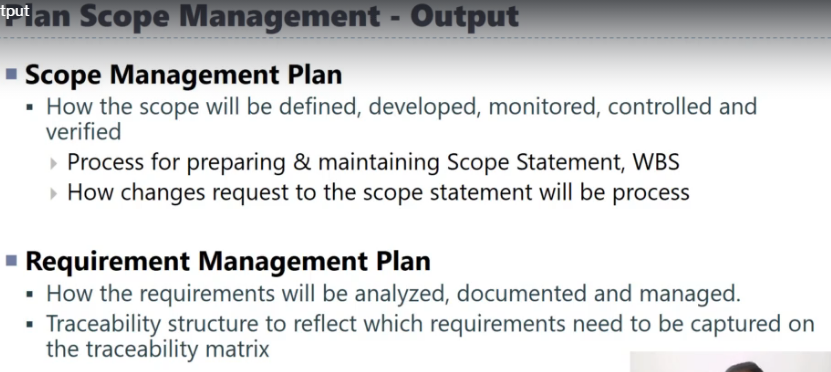 tput
Plan Scope Management - Output
Scope Management Plan
How the scope will be defined, developed, monitored, controlled and
verified
Process for preparing & maintaining Scope Statement, WBS
How changes request to the scope statement will be process
Requirement Management Plan
How the requirements will be analyzed, documented and managed.
Traceability structure to reflect which requirements need to be captured on
the traceability matrix